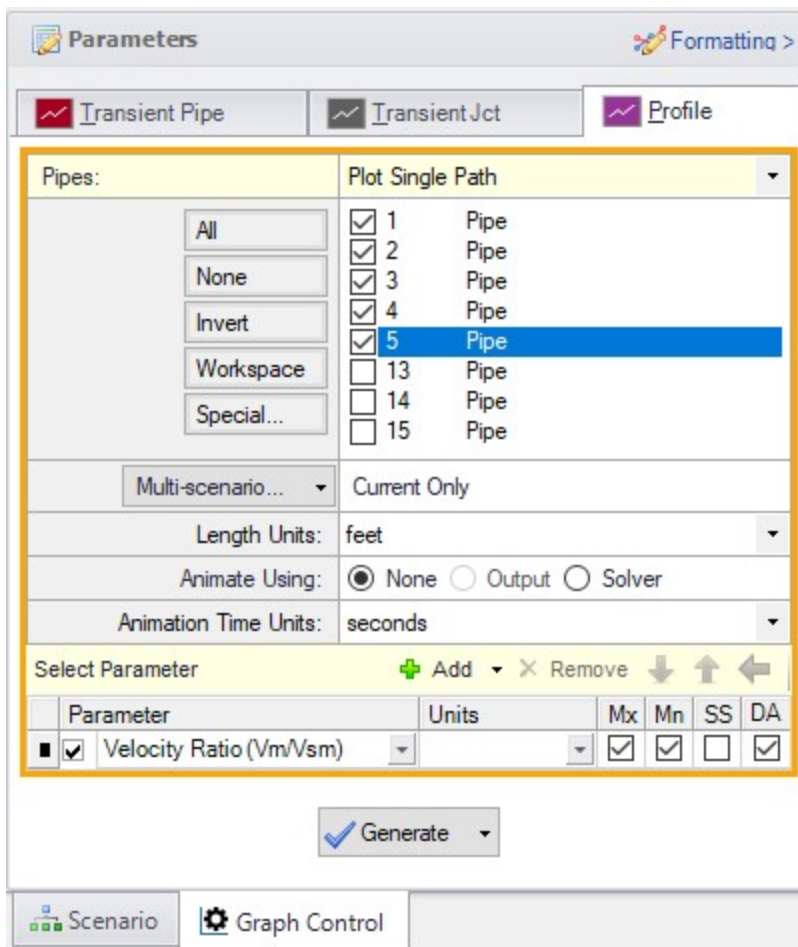 Parameters Formatting >
Transient Pipe Transient Jct Profile
Pipes: Plot Single Path
All
None
Invert
Workspace
Special...
1 Pipe
2 Pipe
3 Pipe
4 Pipe
5 Pipe
13 Pipe
14 Pipe
15 Pipe
Multi-scenario... Current Only
Length Units: feet
Animate Using: None Output Solver
Animation Time Units: seconds
Select Parameter Add Remove
Parameter Units Mx Mn SS DA
Velocity Ratio (Vm/Vsm)
Generate
Scenario Graph Control